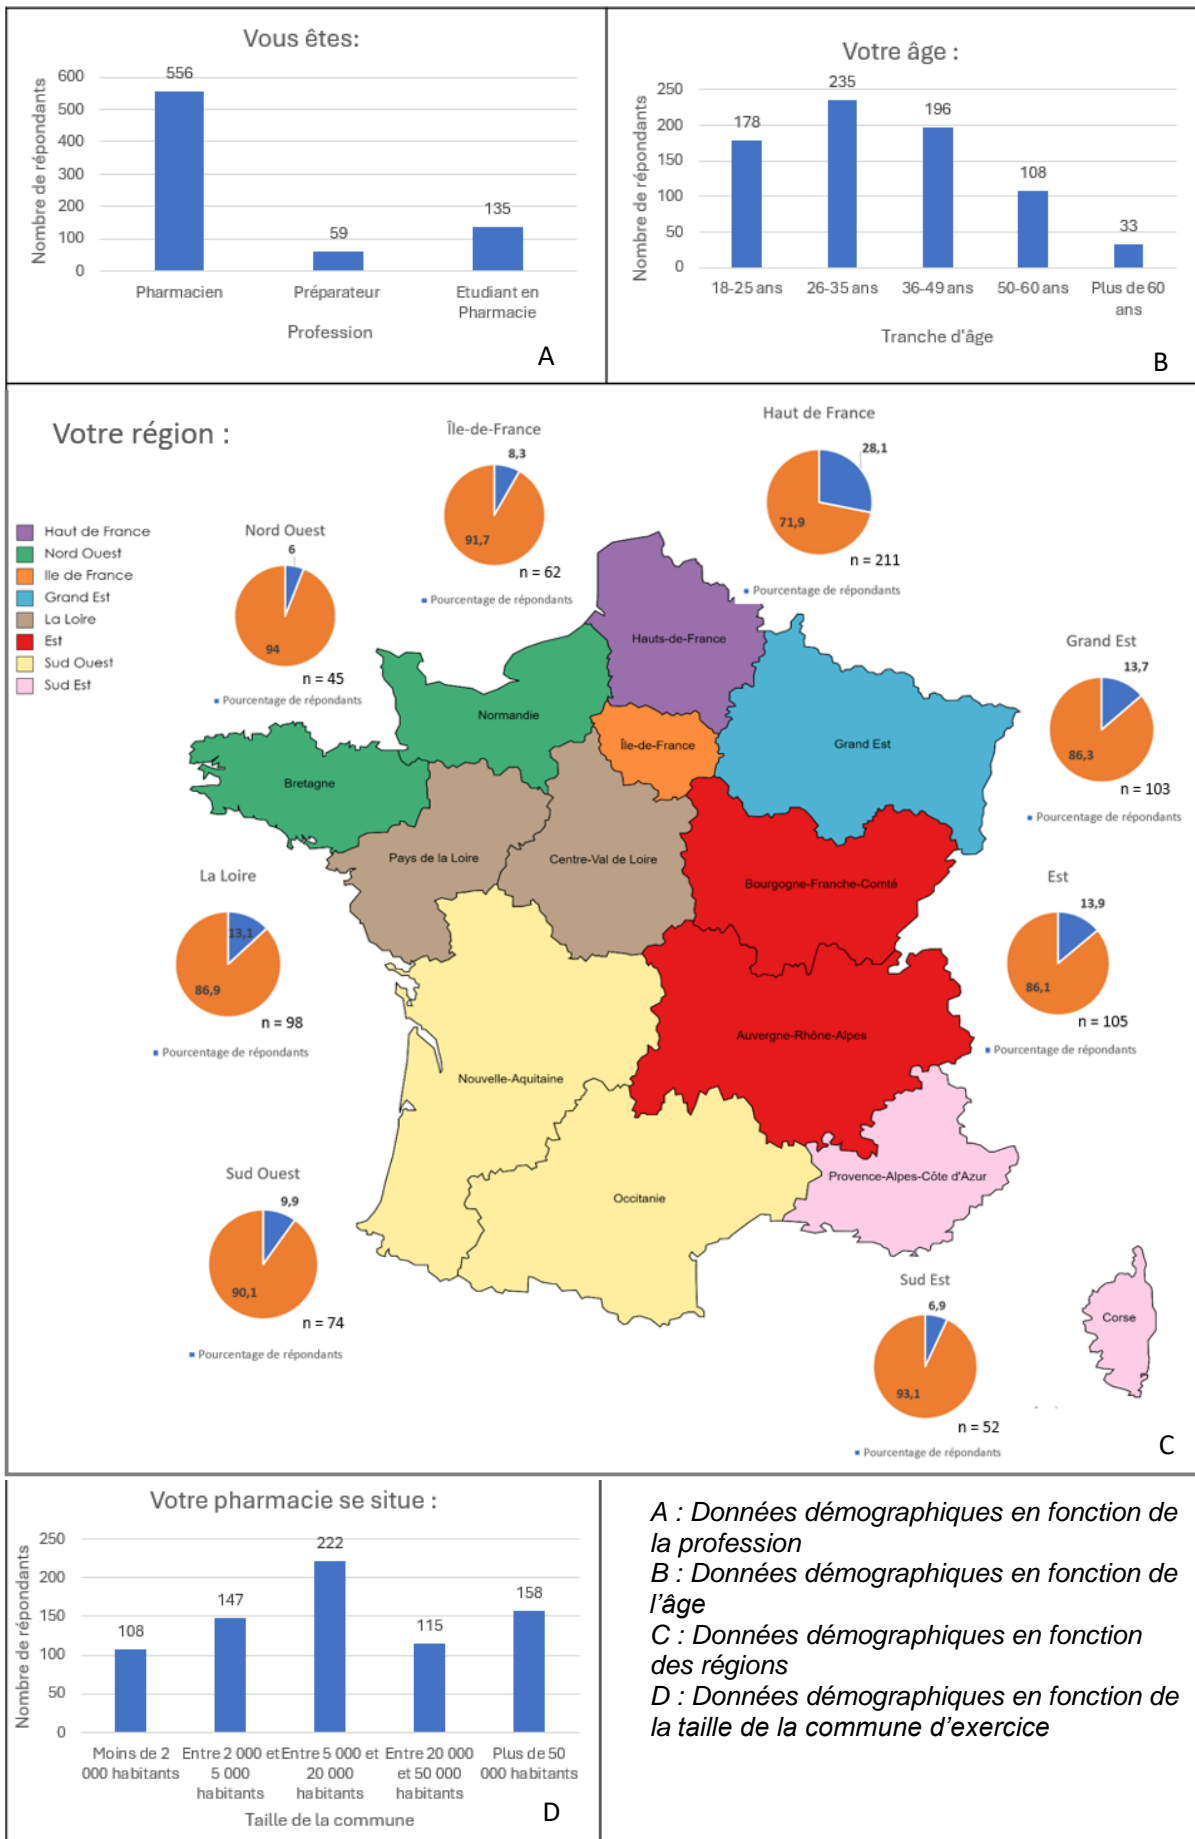 Vous êtes:
Nombre de répondants
600
500
400
300
200
100
0
556
59
135
Pharmacien
Préparateur
Etudiant en
Pharmacie
Profession
A
Votre âge :
Nombre de répondants
250
200
150
100
50
0
178
235
196
108
33
18-25 ans
26-35 ans
36-49 ans
50-60 ans
Plus de 60
ans
Tranche d'âge
B
Votre région :
Haut de France
Nord Ouest
Ile de France
Grand Est
La Loire
Est
Sud Ouest
Sud Est
Île-de-France
8,3
91,7
n = 62
Pourcentage de répondants
Haut de France
28,1
71,9
n = 211
Pourcentage de répondants
Nord Ouest
6
94
n = 45
Pourcentage de répondants
Grand Est
13,7
86,3
n = 103
Pourcentage de répondants
La Loire
13,1
86,9
n = 98
Pourcentage de répondants
Est
13,9
86,1
n = 105
Pourcentage de répondants
Sud Ouest
9,9
90,1
n = 74
Pourcentage de répondants
Sud Est
6,9
93,1
n = 52
Pourcentage de répondants
Hauts-de-France
Normandie
Île-de-France
Grand Est
Bretagne
Pays de la Loire
Centre-Val de Loire
Bourgogne-Franche-Comté
Auvergne-Rhône-Alpes
Nouvelle-Aquitaine
Occitanie
Provence-Alpes-Côte d'Azur
Corse
C
Votre pharmacie se situe :
Nombre de répondants
250
200
150
100
50
0
108
147
222
115
158
Moins de 2
000 habitants
Entre 2 000 et
5 000
habitants
Entre 5 000 et
20 000
habitants
Entre 20 000
et 50 000
habitants
Plus de 50
000 habitants
Taille de la commune
D
A : Données démographiques en fonction de
la profession
B : Données démographiques en fonction de
l'âge
C : Données démographiques en fonction
des régions
D : Données démographiques en fonction de
la taille de la commune d'exercice